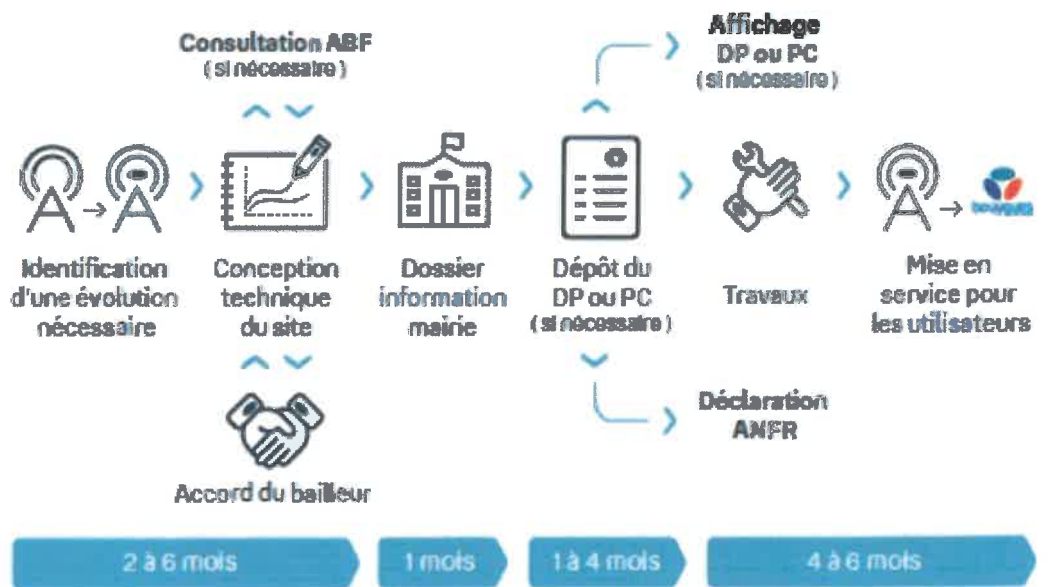 Consultation ABF
(si nécessaire)
Affichage
DP ou PC
(si nécessaire)
Identification
d'une évolution
nécessaire
Conception
technique
du site
Dossier
information
mairie
Dépôt du
DP ou PC
(si nécessaire)
Travaux
Mise en
service pour
les utilisateurs
bouygues
Accord du bailleur
Déclaration
ANFR
2 à 6 mois
1 mois
1 à 4 mois
4 à 6 mois